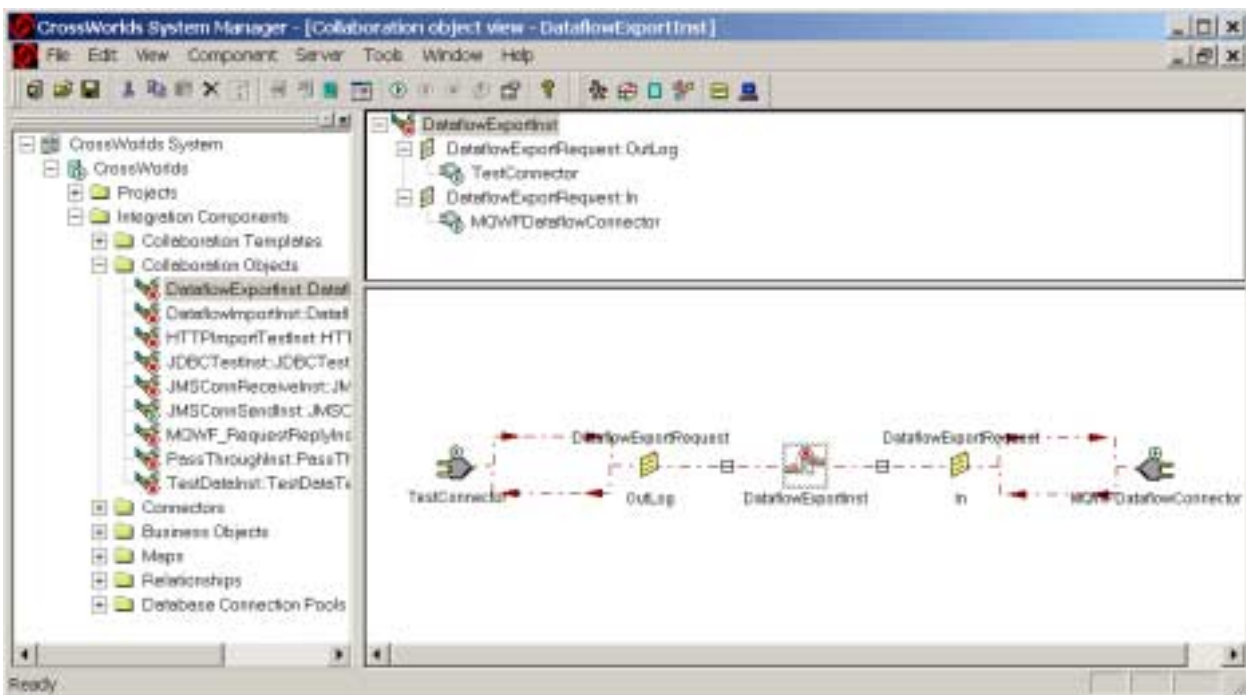 CrossWorlds System Manager - [Collaboration object view - DataflowExportInst]
File Edit View Component Server Tools Window Help
CrossWorlds System
CrossWorlds
Projects
Integration Components
Collaboration Templates
Collaboration Objects
DataflowExportInst:Datafl
DataflowImportInst:Datafl
HTTPImportTestInst:HTT
JDBCTestInst:JDBCTest
JMSConnReceiveInst:JM
JMSConnSendInst:JMSC
MQWF_RequestReplyIns
PassThroughInst:PassTh
TestDataInst:TestDataTe
Connectors
Business Objects
Maps
Relationships
Database Connection Pools
DataflowExportInst
DataflowExportRequest:OutLog
TestConnector
DataflowExportRequest:In
MQWFDataflowConnector
DataflowExportRequest DataflowExportRequest
TestConnector OutLog DataflowExportInst In MQWFDataflowConnector
Ready